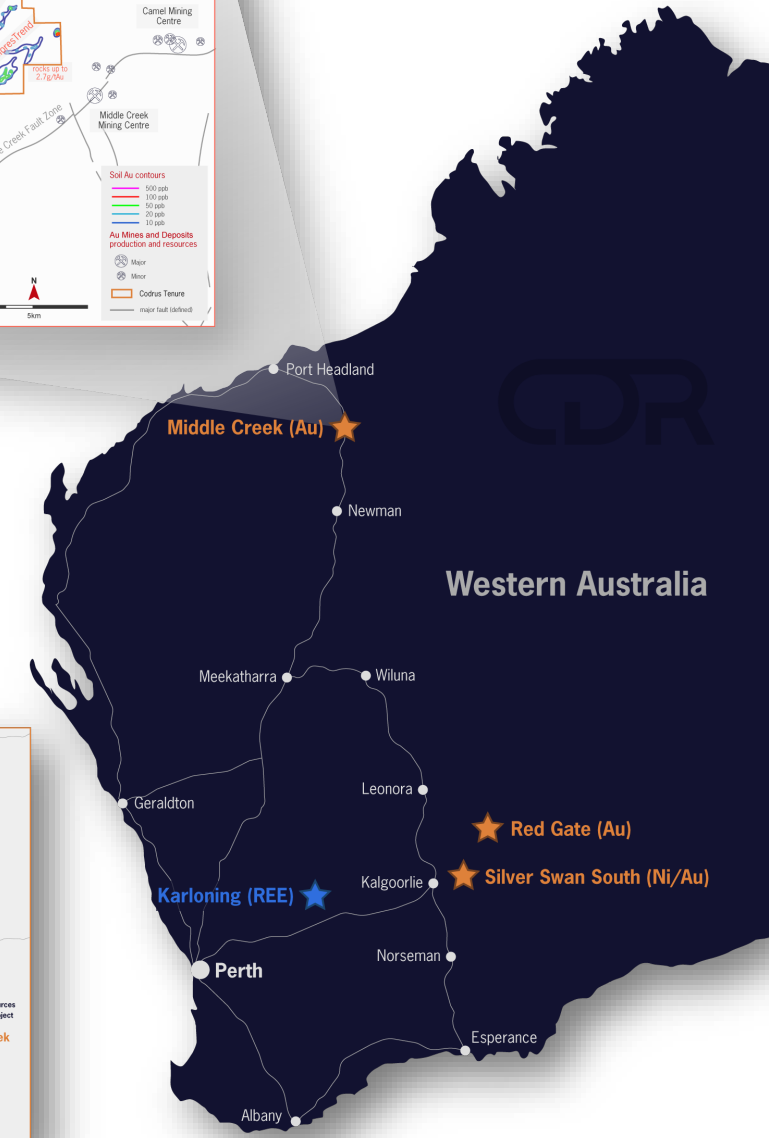 Camel Mining
Centre
rocks up to
2.7g/tAu
Middle Creek
Mining Centre
Creek Fault Zone
Soil Au contours
500 ppb
100 ppb
50 ppb
20 ppb
10 ppb
Au Mines and Deposits
production and resources
Major
Minor
Codrus Tenure
major fault (defined)
N
5km
Port Headland
Middle Creek (Au)
CDR
Newman
Western Australia
Meekatharra
Wiluna
Leonora
Geraldton
Red Gate (Au)
Kalgoorlie
Silver Swan South (Ni/Au)
Karloning (REE)
Norseman
Perth
Esperance
Albany